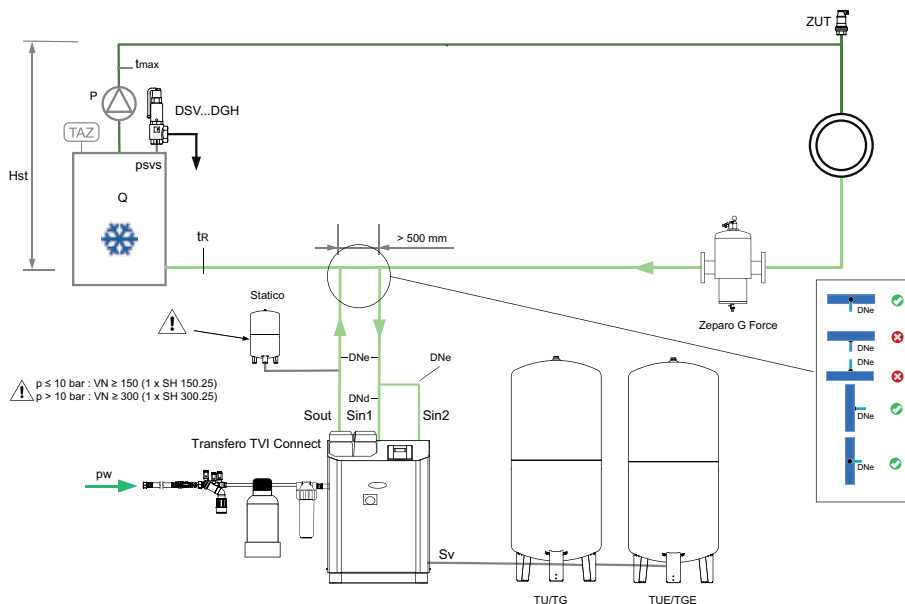 ZUT
tmax
P
DSV...DGH
TAZ
psvs
Hst
Q
tR
> 500 mm
Statico
Zeparo G Force
DNe
DNe
DNe
DNe
DNe
DNe
DNe
p ≤ 10 bar : VN ≥ 150 (1 x SH 150.25)
p > 10 bar : VN ≥ 300 (1 x SH 300.25)
DNd
Sout
Sin1
Sin2
Transfero TVI Connect
pw
Sv
TU/TG
TUE/TGE